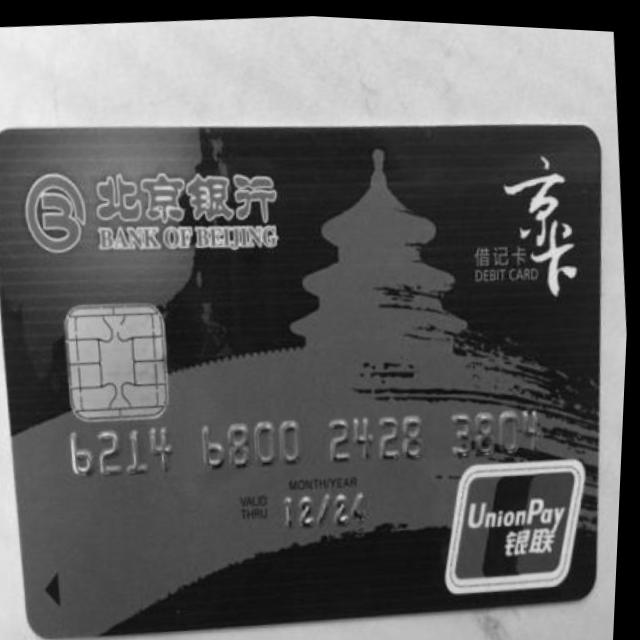 北京银行
BANK OF BEIJING
京卡
借记卡
DEBIT CARD
6214 6800 2428 3804
MONTH/YEAR
VALID THRU 12/24
UnionPay
银联